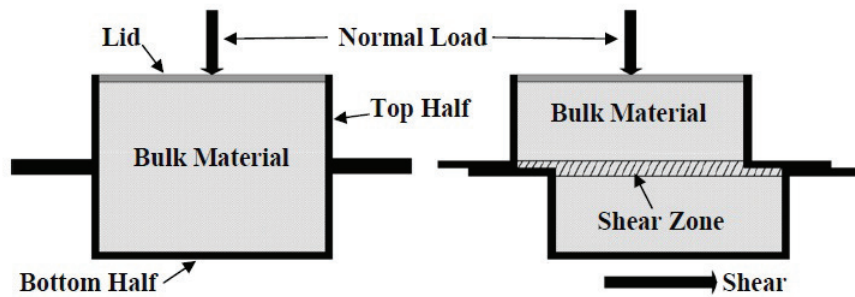 Lid
Normal Load
Top Half
Bulk Material
Bulk Material
Shear Zone
Bottom Half
Shear